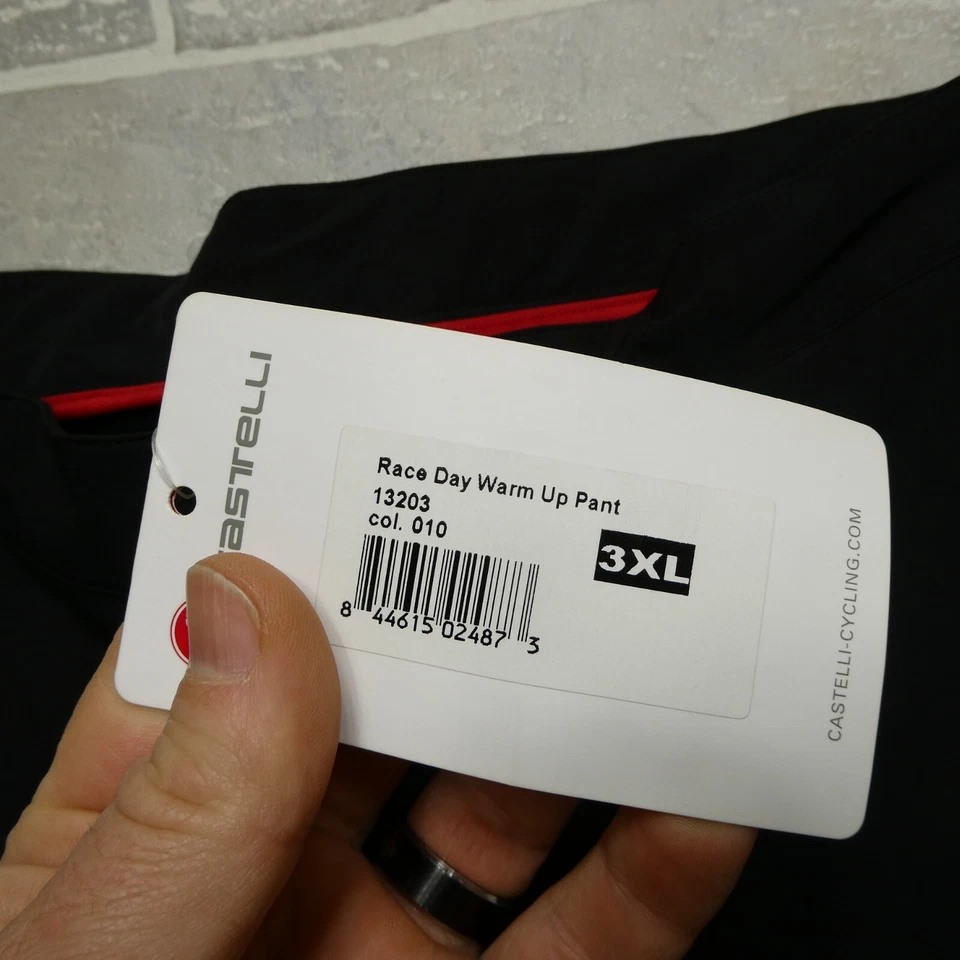 CASTELLI
Race Day Warm Up Pant
13203
col. 010
3XL
8 44615 02487 3
CASTELLI-CYCLING.COM